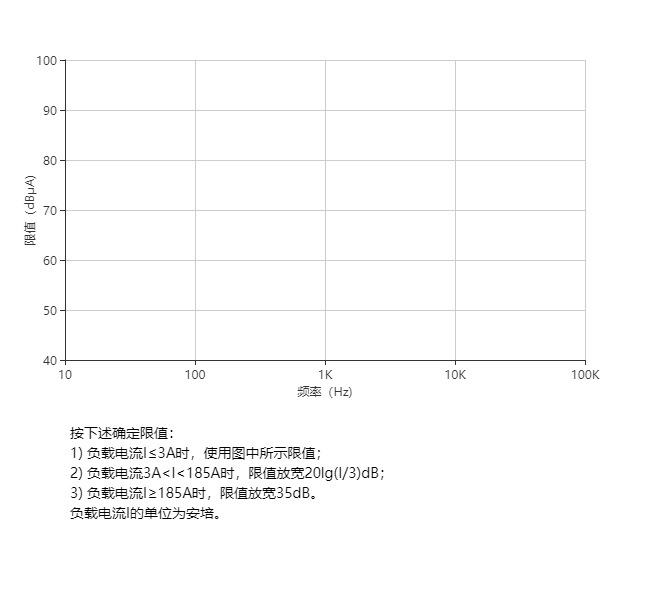 100
90
80
70
60
50
40
限值（dBμA）
10
100
1K
10K
100K
频率（Hz）
按下述确定限值：
1) 负载电流I≤3A时，使用图中所示限值；
2) 负载电流3A<I<185A时，限值放宽20lg(I/3)dB；
3) 负载电流I≥185A时，限值放宽35dB。
负载电流I的单位为安培。